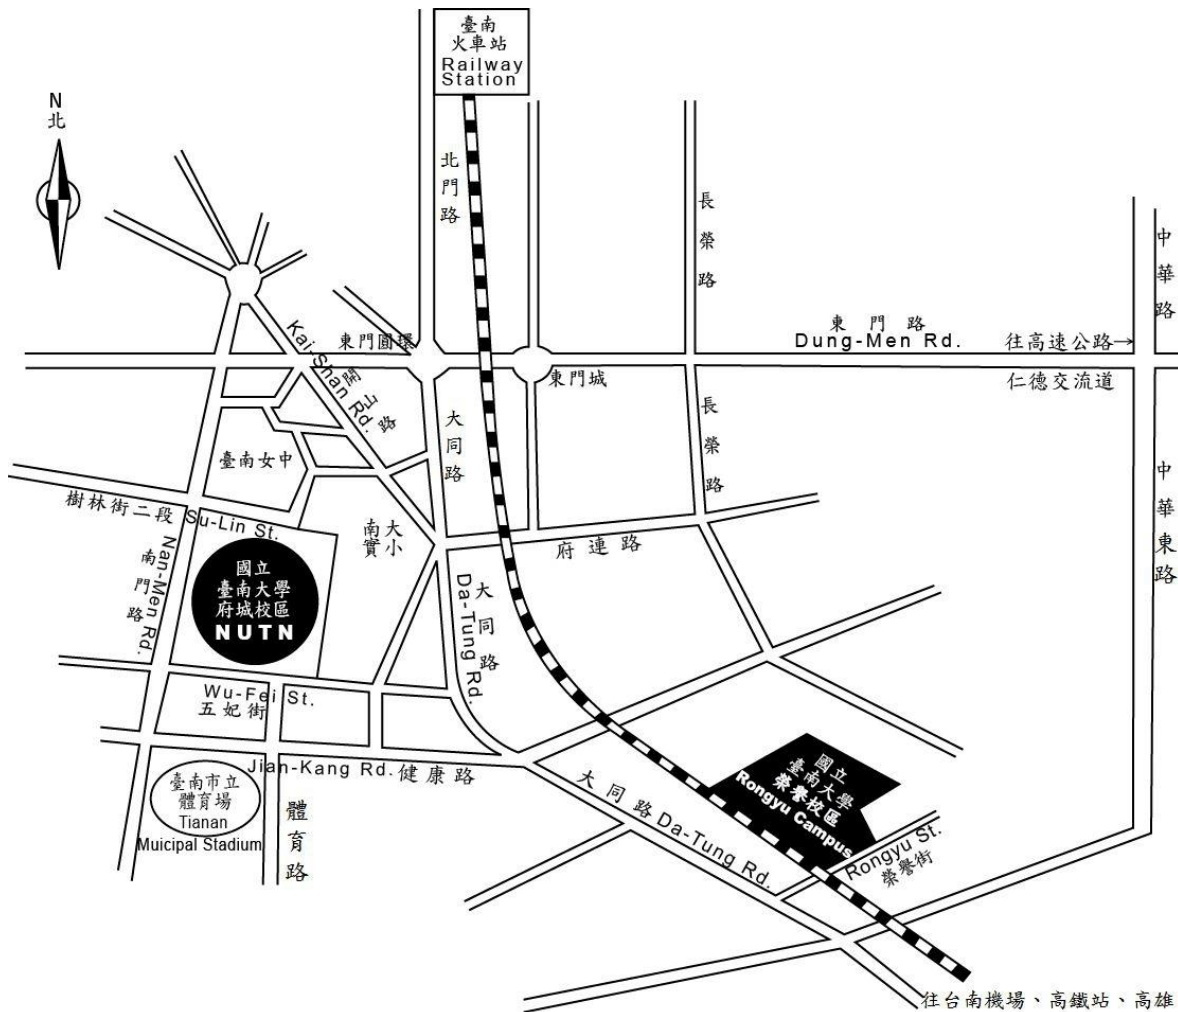 臺南
火車站
Railway
Station
N
北
北門路
長榮路
中華路
Kai-Shan Rd.
開山路
東門圓環
東門路
Dung-Men Rd.
往高速公路→
仁德交流道
東門城
大同路
長榮路
臺南女中
中華東路
樹林街二段 Su-Lin St.
南大
實小
府連路
南門路
Nan-Men Rd.
國立
臺南大學
府城校區
NUTN
Da-Tung Rd.
大同路
Wu-Fei St.
五妃街
Jian-Kang Rd. 健康路
臺南市立
體育場
Tianan
Muicipal Stadium
體育路
大同路 Da-Tung Rd.
國立
臺南大學
榮譽校區
Rongyu Campus
Rongyu St.
榮譽街
往台南機場、高鐵站、高雄